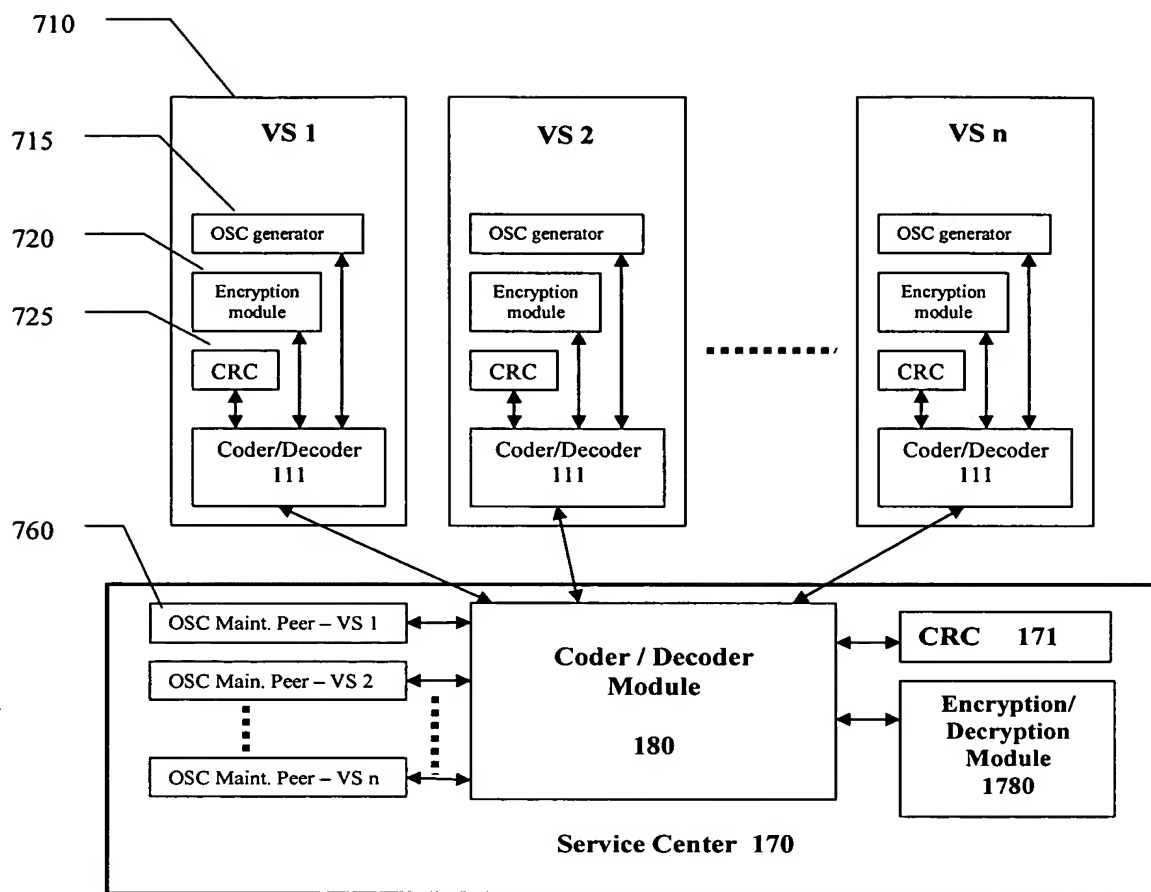 710
VS 1
VS 2
VS n
715
OSC generator
OSC generator
OSC generator
720
Encryption
module
Encryption
module
Encryption
module
725
CRC
CRC
CRC
Coder/Decoder
111
Coder/Decoder
111
Coder/Decoder
111
760
OSC Maint. Peer – VS 1
OSC Main. Peer – VS 2
OSC Maint. Peer – VS n
Coder / Decoder
Module
180
CRC 171
Encryption/
Decryption
Module
1780
Service Center 170